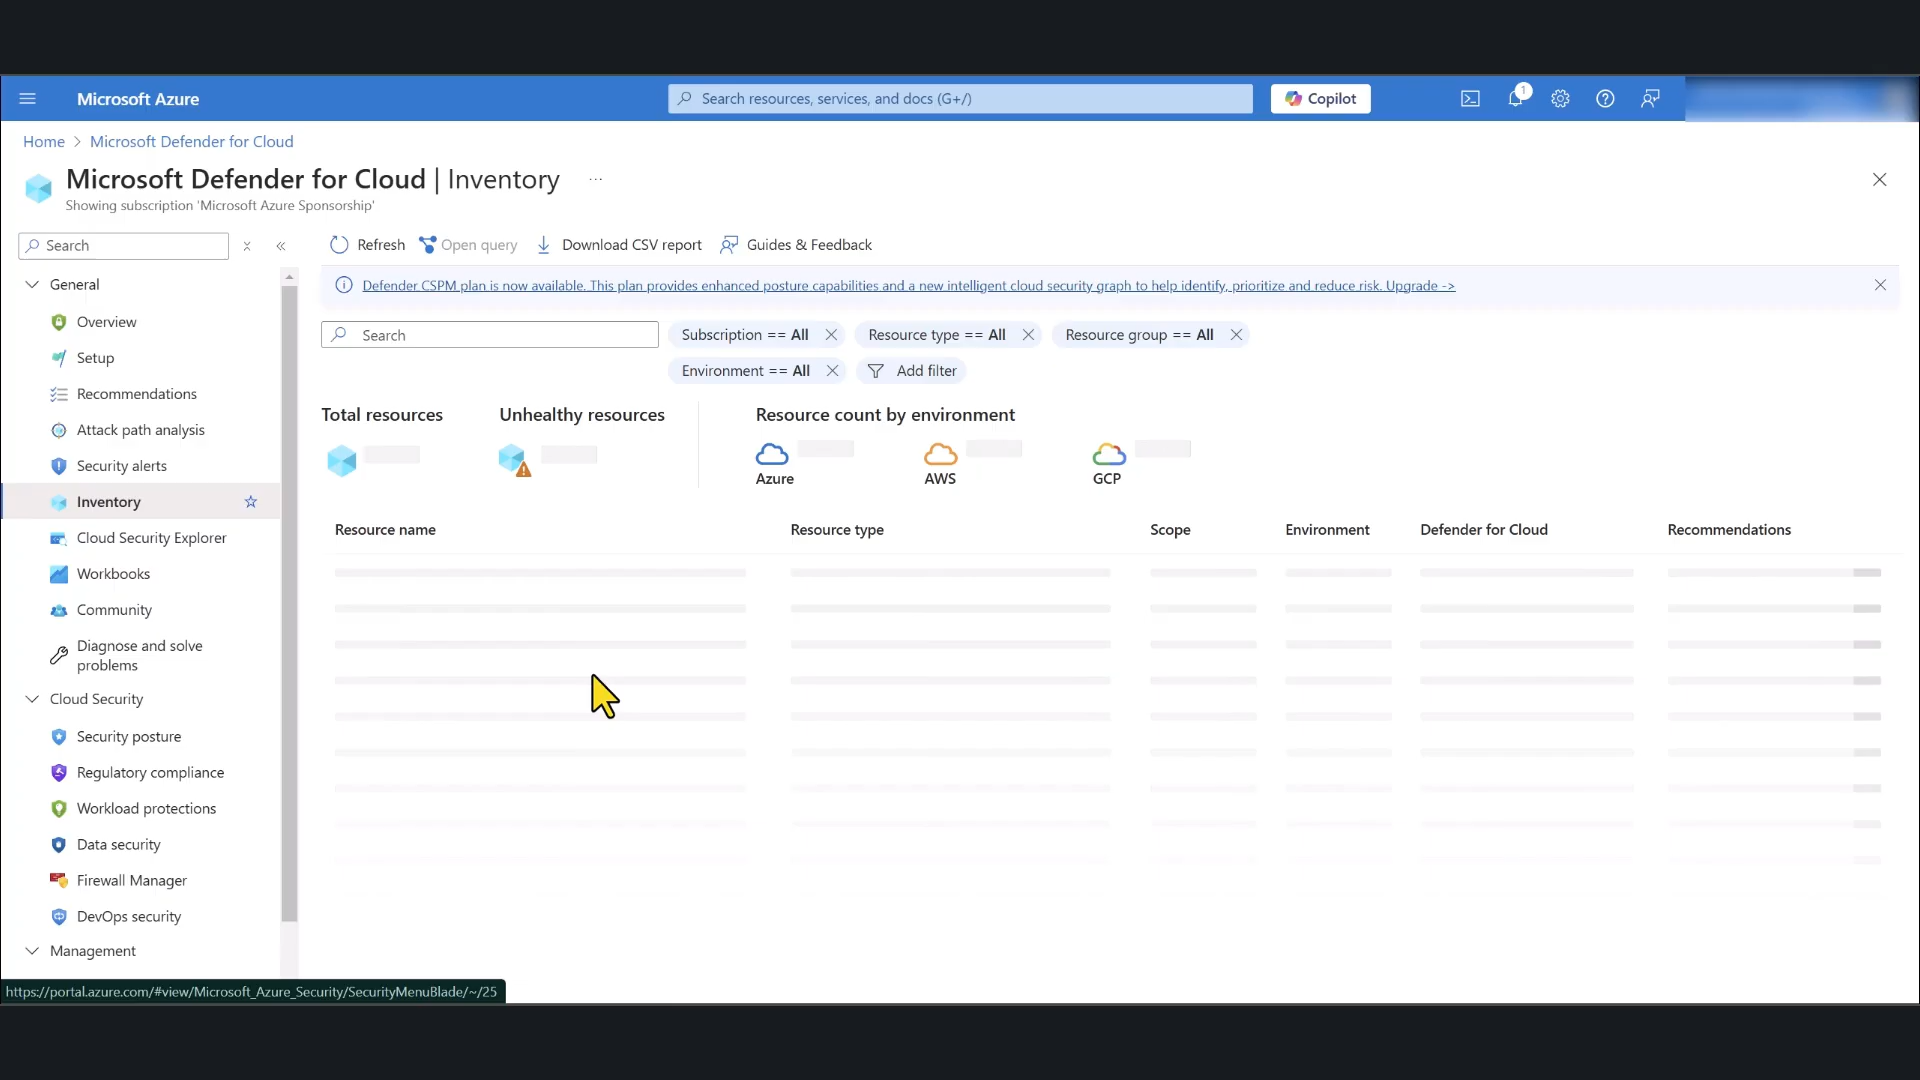 Microsoft Azure
Search resources, services, and docs (G+/)
Copilot
1
Home > Microsoft Defender for Cloud
Microsoft Defender for Cloud | Inventory ...
Showing subscription 'Microsoft Azure Sponsorship'
Search
Refresh
Open query
Download CSV report
Guides & Feedback
General
Overview
Setup
Recommendations
Attack path analysis
Security alerts
Inventory
Cloud Security Explorer
Workbooks
Community
Diagnose and solve
problems
Cloud Security
Security posture
Regulatory compliance
Workload protections
Data security
Firewall Manager
DevOps security
Management
Defender CSPM plan is now available. This plan provides enhanced posture capabilities and a new intelligent cloud security graph to help identify, prioritize and reduce risk. Upgrade ->
Search
Subscription == All
Resource type == All
Resource group == All
Environment == All
Add filter
Total resources
Unhealthy resources
Resource count by environment
Azure
AWS
GCP
Resource name
Resource type
Scope
Environment
Defender for Cloud
Recommendations
https://portal.azure.com/#view/Microsoft_Azure_Security/SecurityMenuBlade/~/25